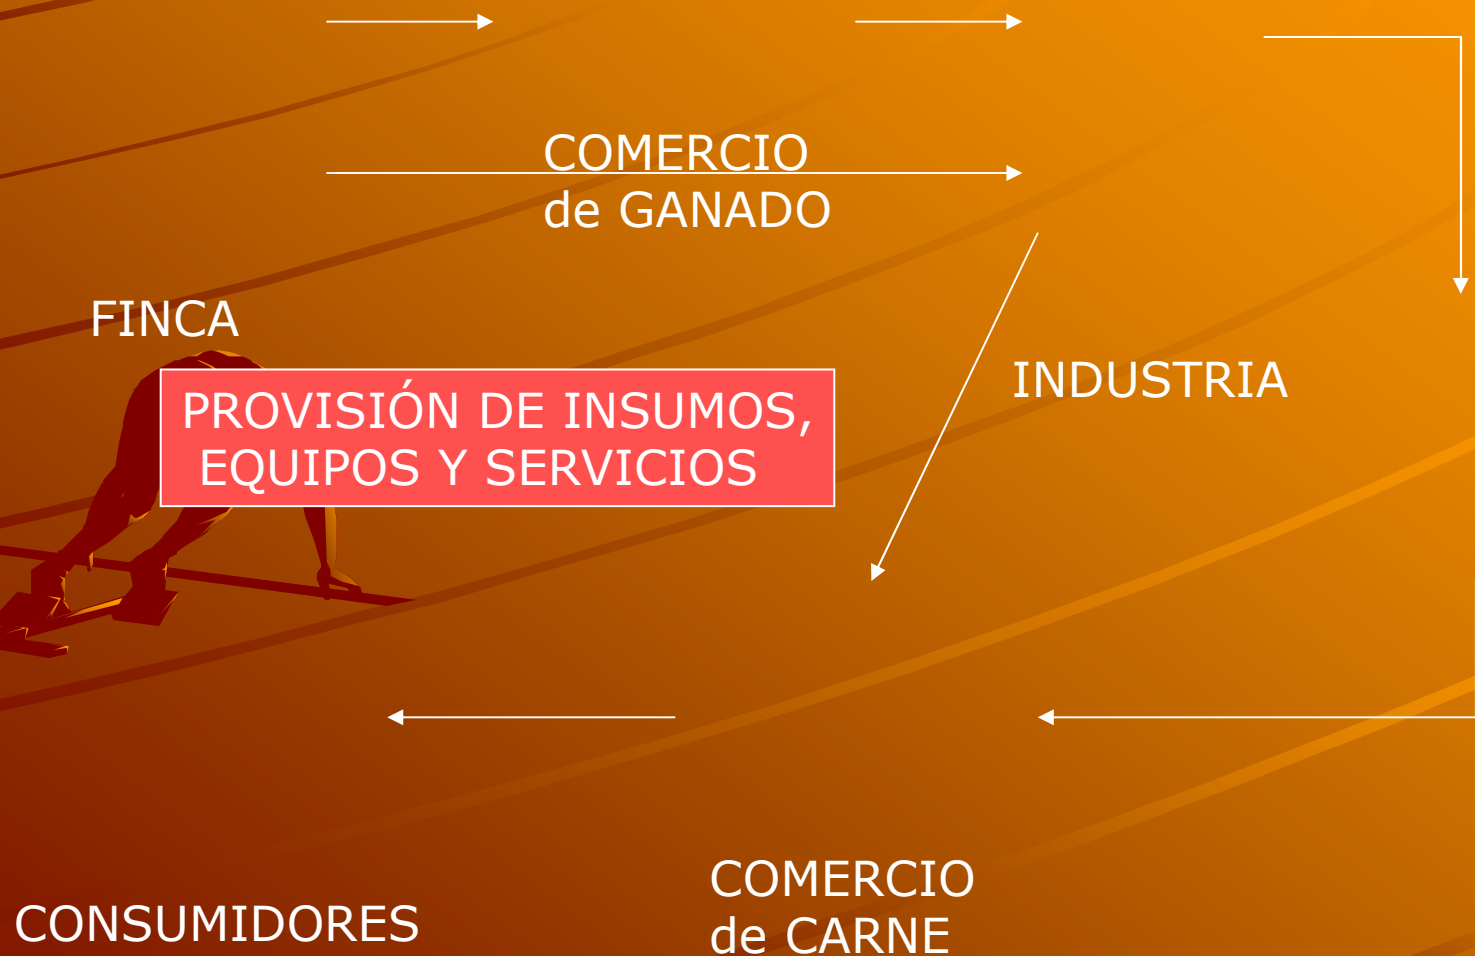 COMERCIO
de GANADO
FINCA
INDUSTRIA
PROVISIÓN DE INSUMOS,
EQUIPOS Y SERVICIOS
COMERCIO
de CARNE
CONSUMIDORES